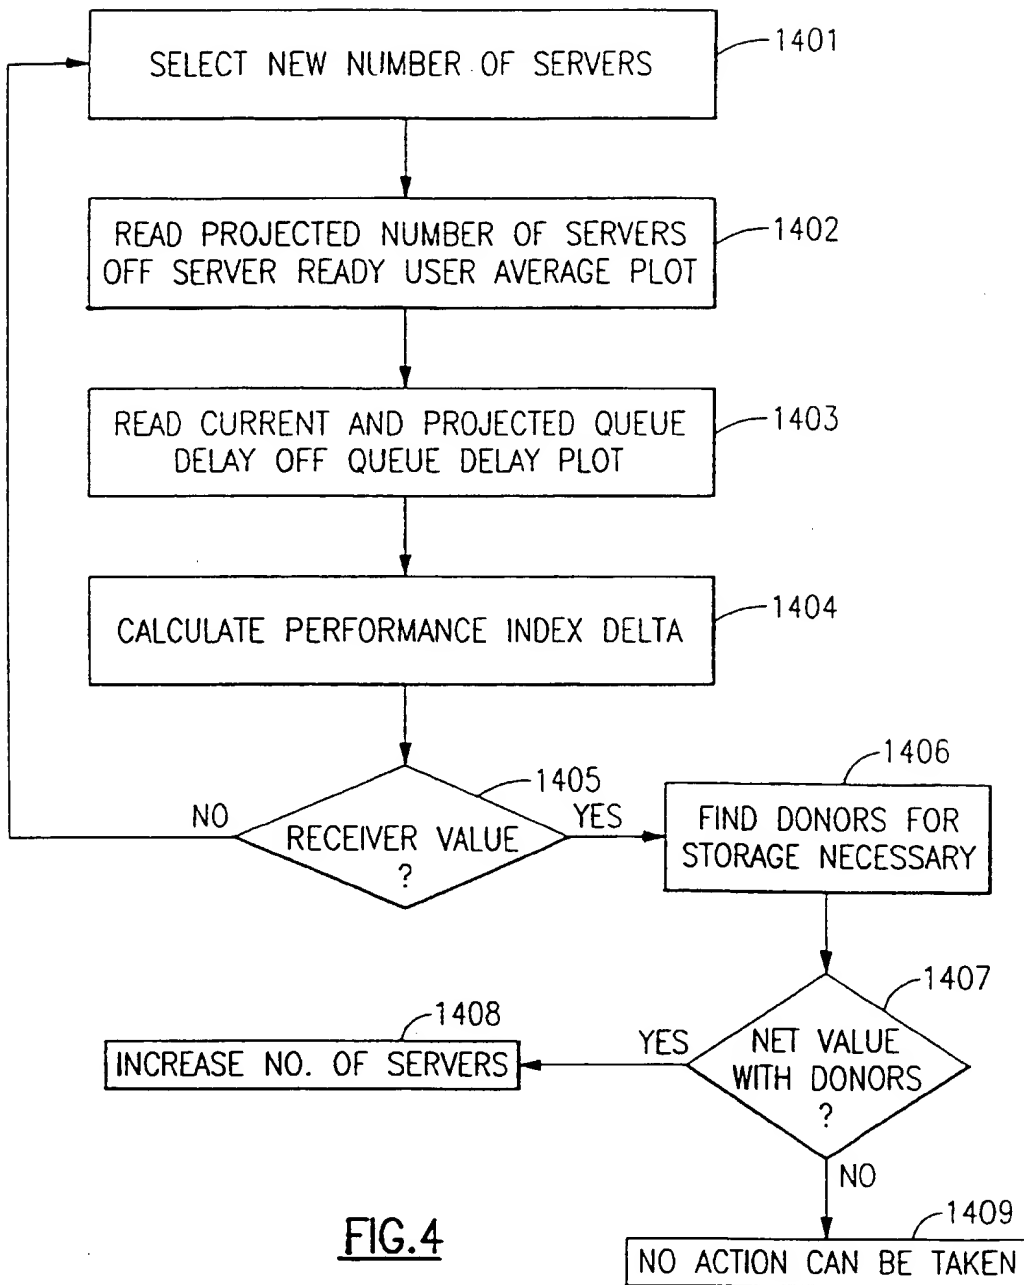 SELECT NEW NUMBER OF SERVERS
1401
READ PROJECTED NUMBER OF SERVERS
OFF SERVER READY USER AVERAGE PLOT
1402
READ CURRENT AND PROJECTED QUEUE
DELAY OFF QUEUE DELAY PLOT
1403
CALCULATE PERFORMANCE INDEX DELTA
1404
RECEIVER VALUE
?
1405
NO
YES
FIND DONORS FOR
STORAGE NECESSARY
1406
NET VALUE
WITH DONORS
?
1407
YES
INCREASE NO. OF SERVERS
1408
NO
NO ACTION CAN BE TAKEN
1409
FIG.4